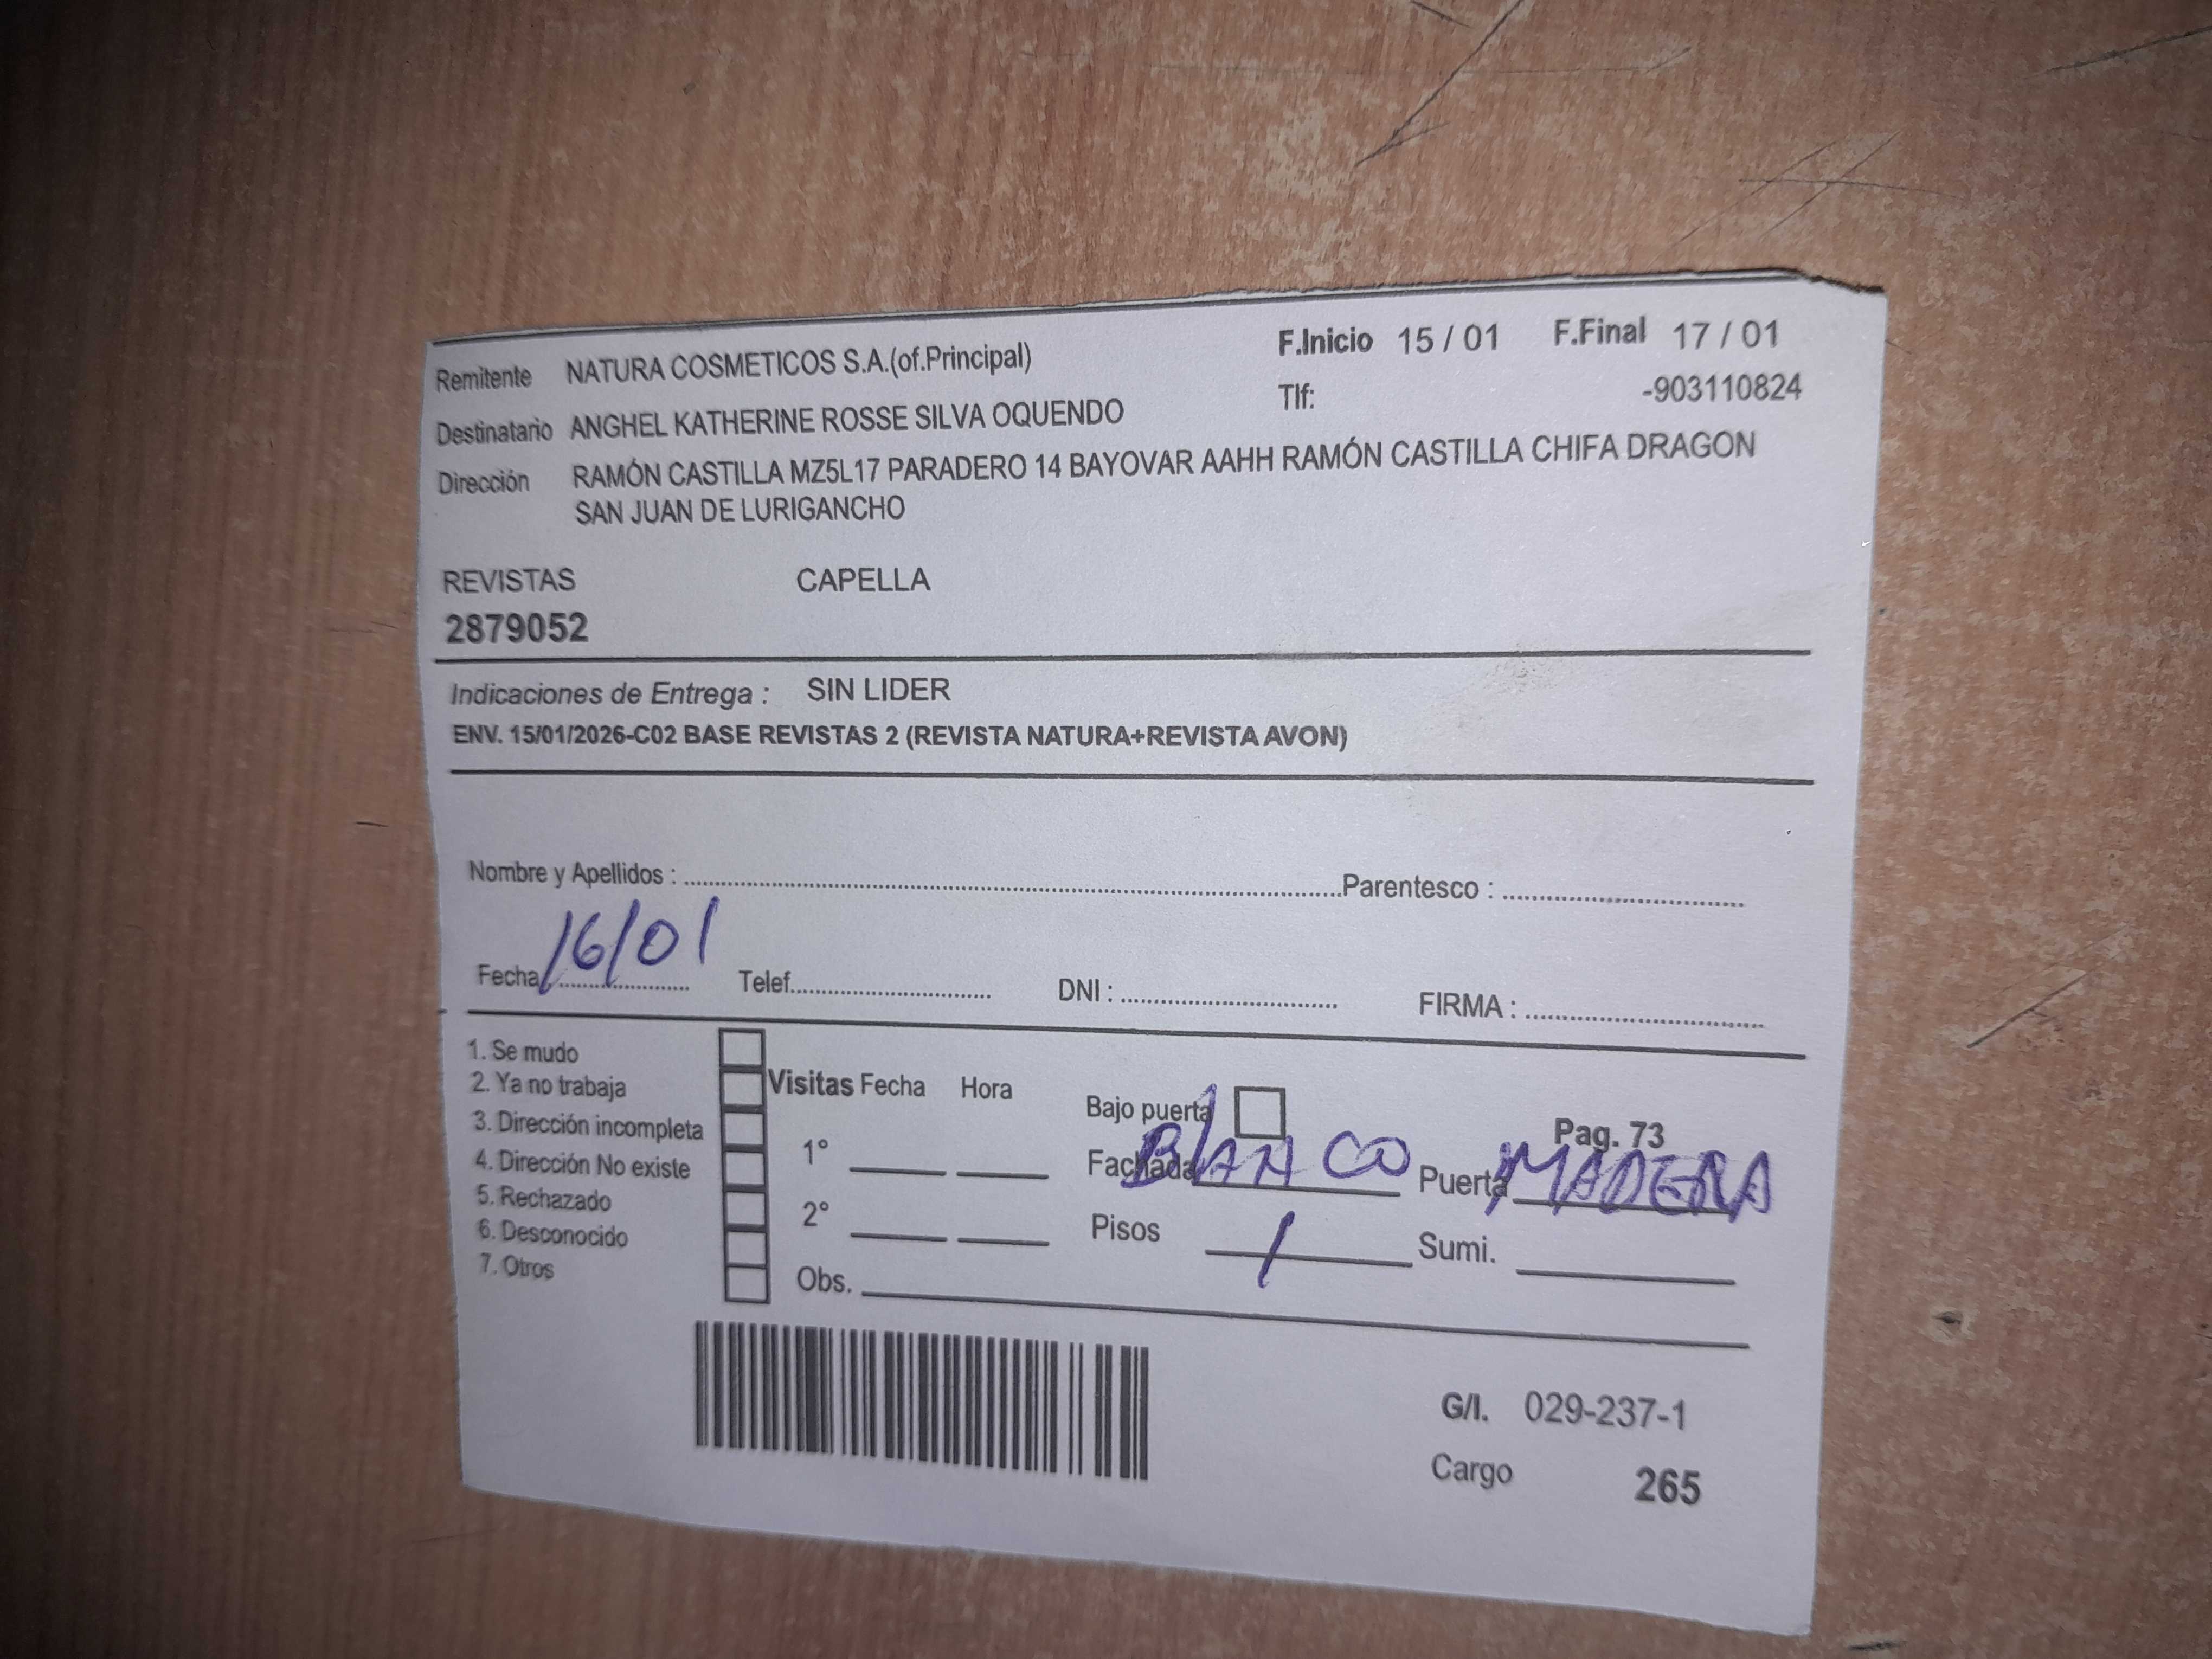 Remitente NATURA COSMETICOS S.A.(of.Principal) F.Inicio 15 / 01 F.Final 17 / 01
Destinatario ANGHEL KATHERINE ROSSE SILVA OQUENDO Tlf: -903110824
Dirección RAMÓN CASTILLA MZ5L17 PARADERO 14 BAYOVAR AAHH RAMÓN CASTILLA CHIFA DRAGON
SAN JUAN DE LURIGANCHO
REVISTAS CAPELLA
2879052
Indicaciones de Entrega : SIN LIDER
ENV. 15/01/2026-C02 BASE REVISTAS 2 (REVISTA NATURA+REVISTA AVON)
Nombre y Apellidos : Parentesco :
Fecha 16/01 Telef. DNI : FIRMA :
1. Se mudo
2. Ya no trabaja
3. Dirección incompleta
4. Dirección No existe
5. Rechazado
6. Desconocido
7. Otros
Visitas Fecha Hora
1°
2°
Obs.
Bajo puerta Pag. 73
Fachada BlANCO Puerta MADERA
Pisos 1 Sumi.
G/I. 029-237-1
Cargo 265